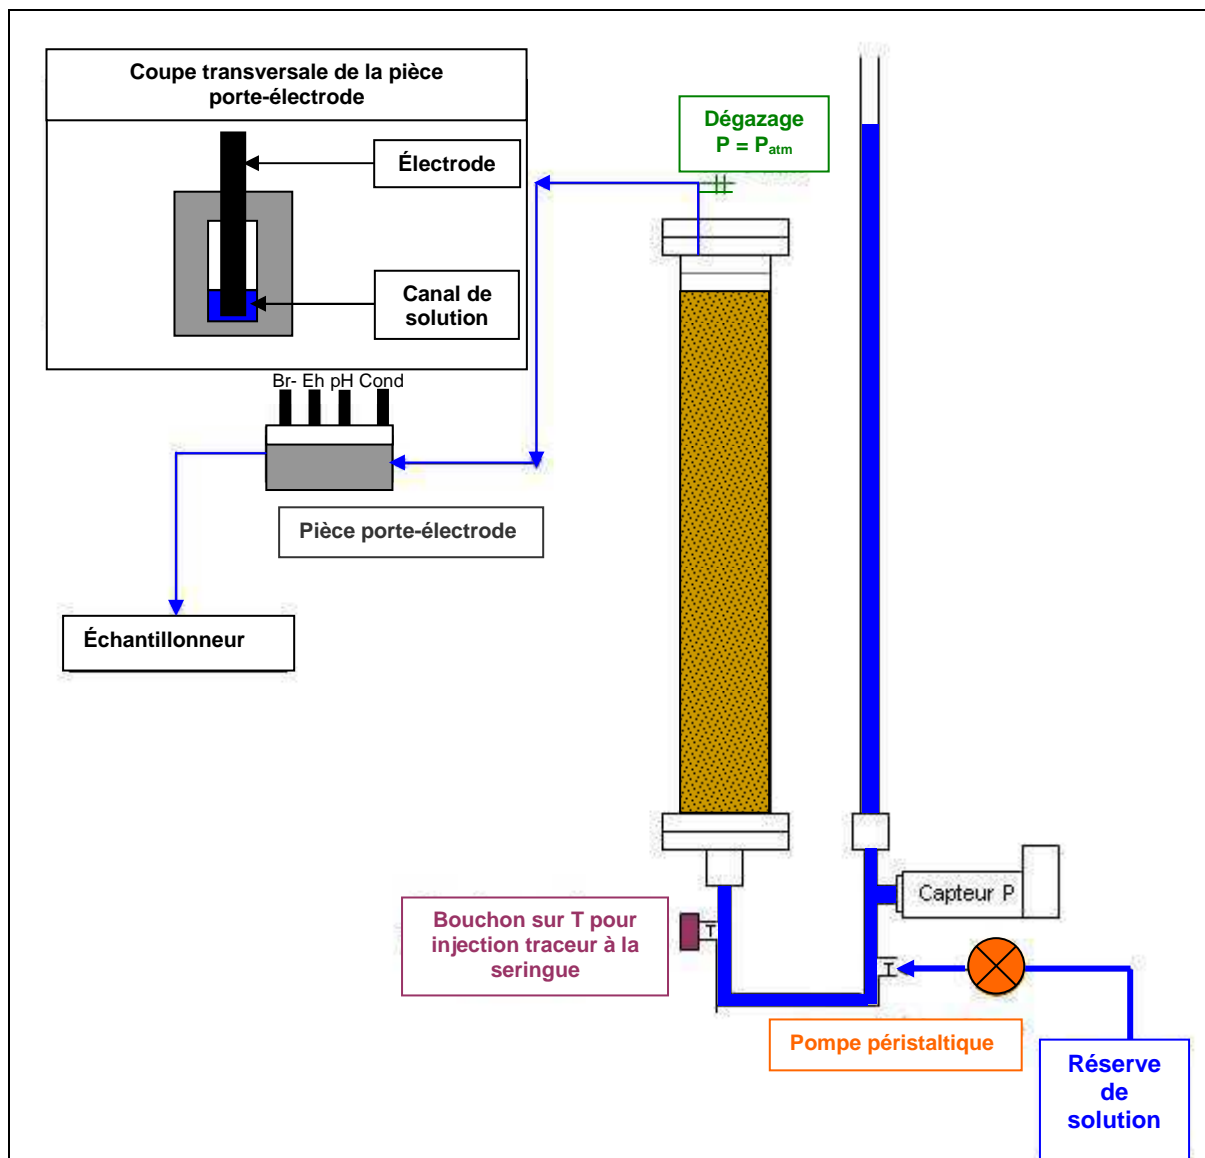 Coupe transversale de la pièce
porte-électrode
Électrode
Canal de
solution
Br- Eh pH Cond
Pièce porte-électrode
Échantillonneur
Dégazage
P = Patm
Capteur P
Bouchon sur T pour
injection traceur à la
seringue
T
T
Pompe péristaltique
Réserve
de
solution